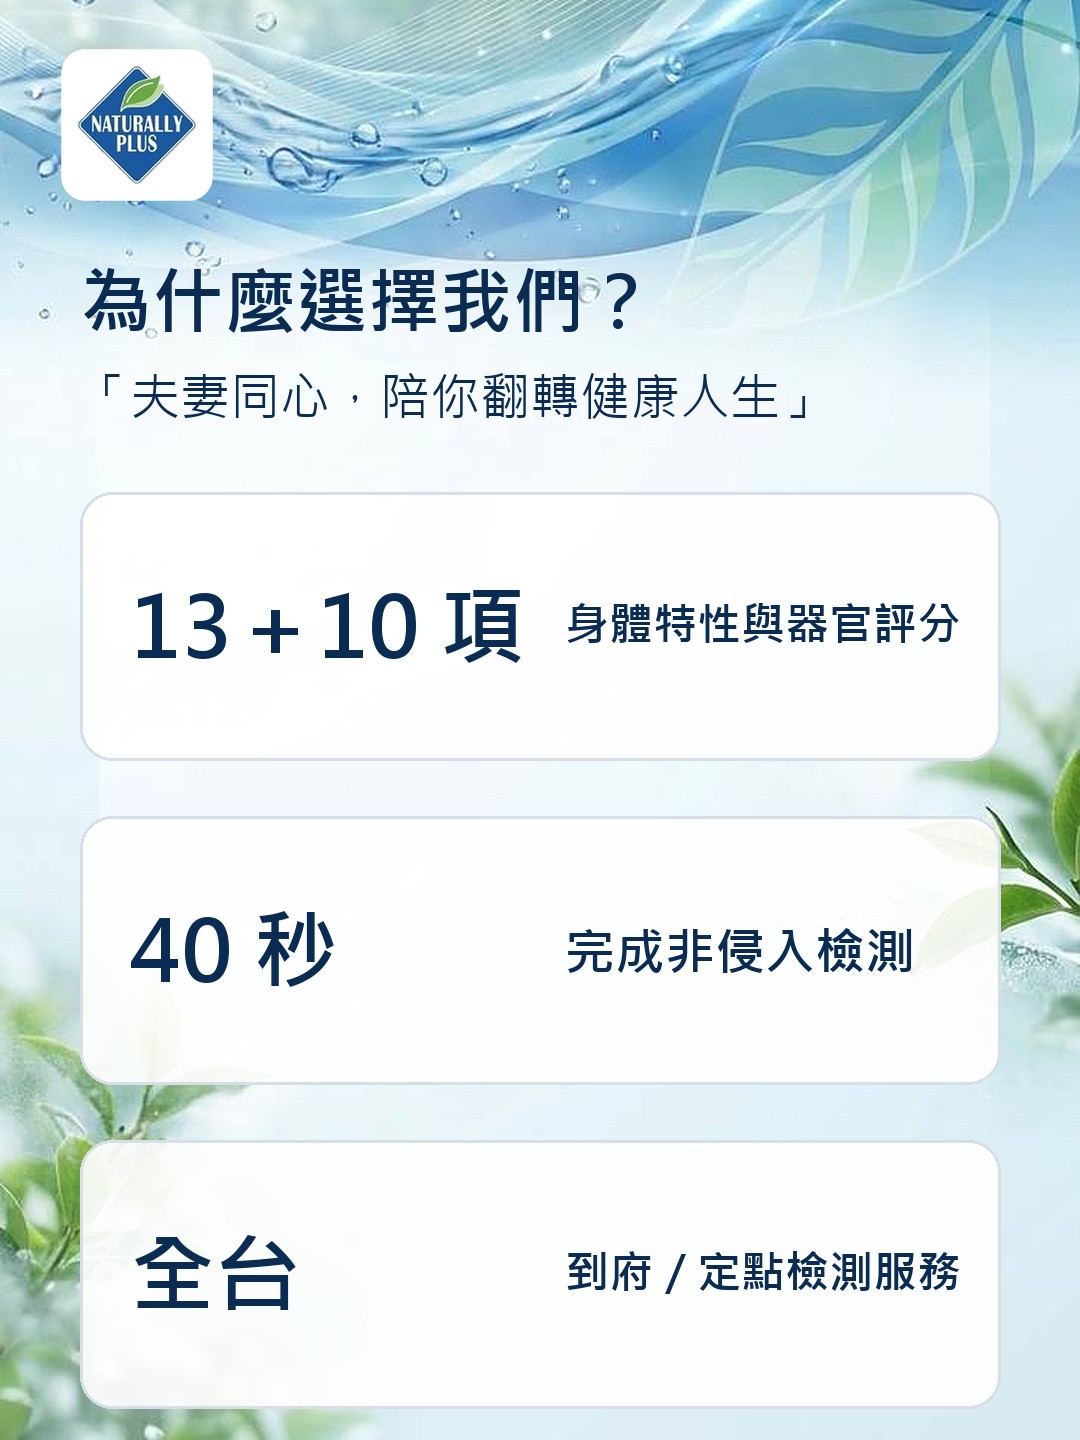 NATURALLY
PLUS
為什麼選擇我們？
「夫妻同心，陪你翻轉健康人生」
13+10 項 身體特性與器官評分
40 秒 完成非侵入檢測
全台 到府 / 定點檢測服務